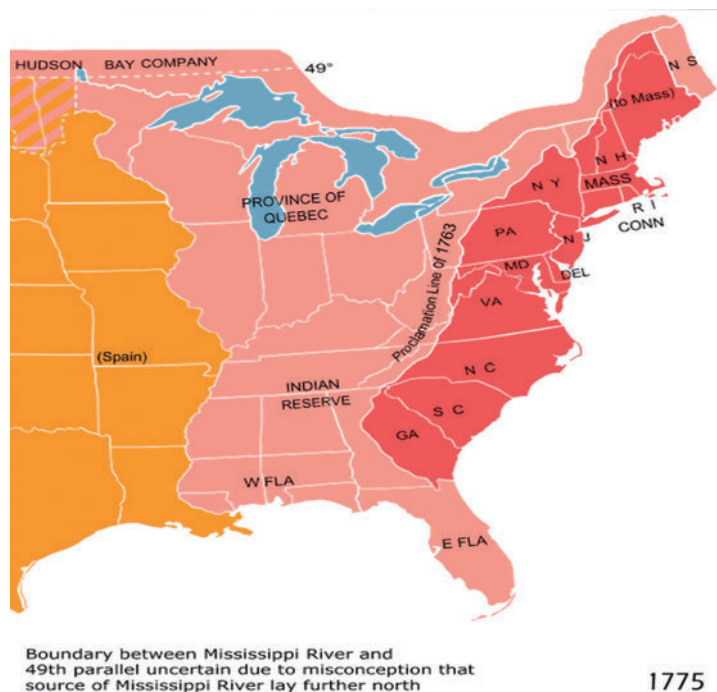 HUDSON BAY COMPANY
49°
N S
(to Mass)
N H
N Y
MASS
R I
CONN
PROVINCE OF
QUEBEC
PA
N J
Proclamation Line of 1763
MD
DEL
VA
(Spain)
N C
INDIAN
RESERVE
S C
GA
W FLA
E FLA
Boundary between Mississippi River and
49th parallel uncertain due to misconception that
source of Mississippi River lay further north
1775